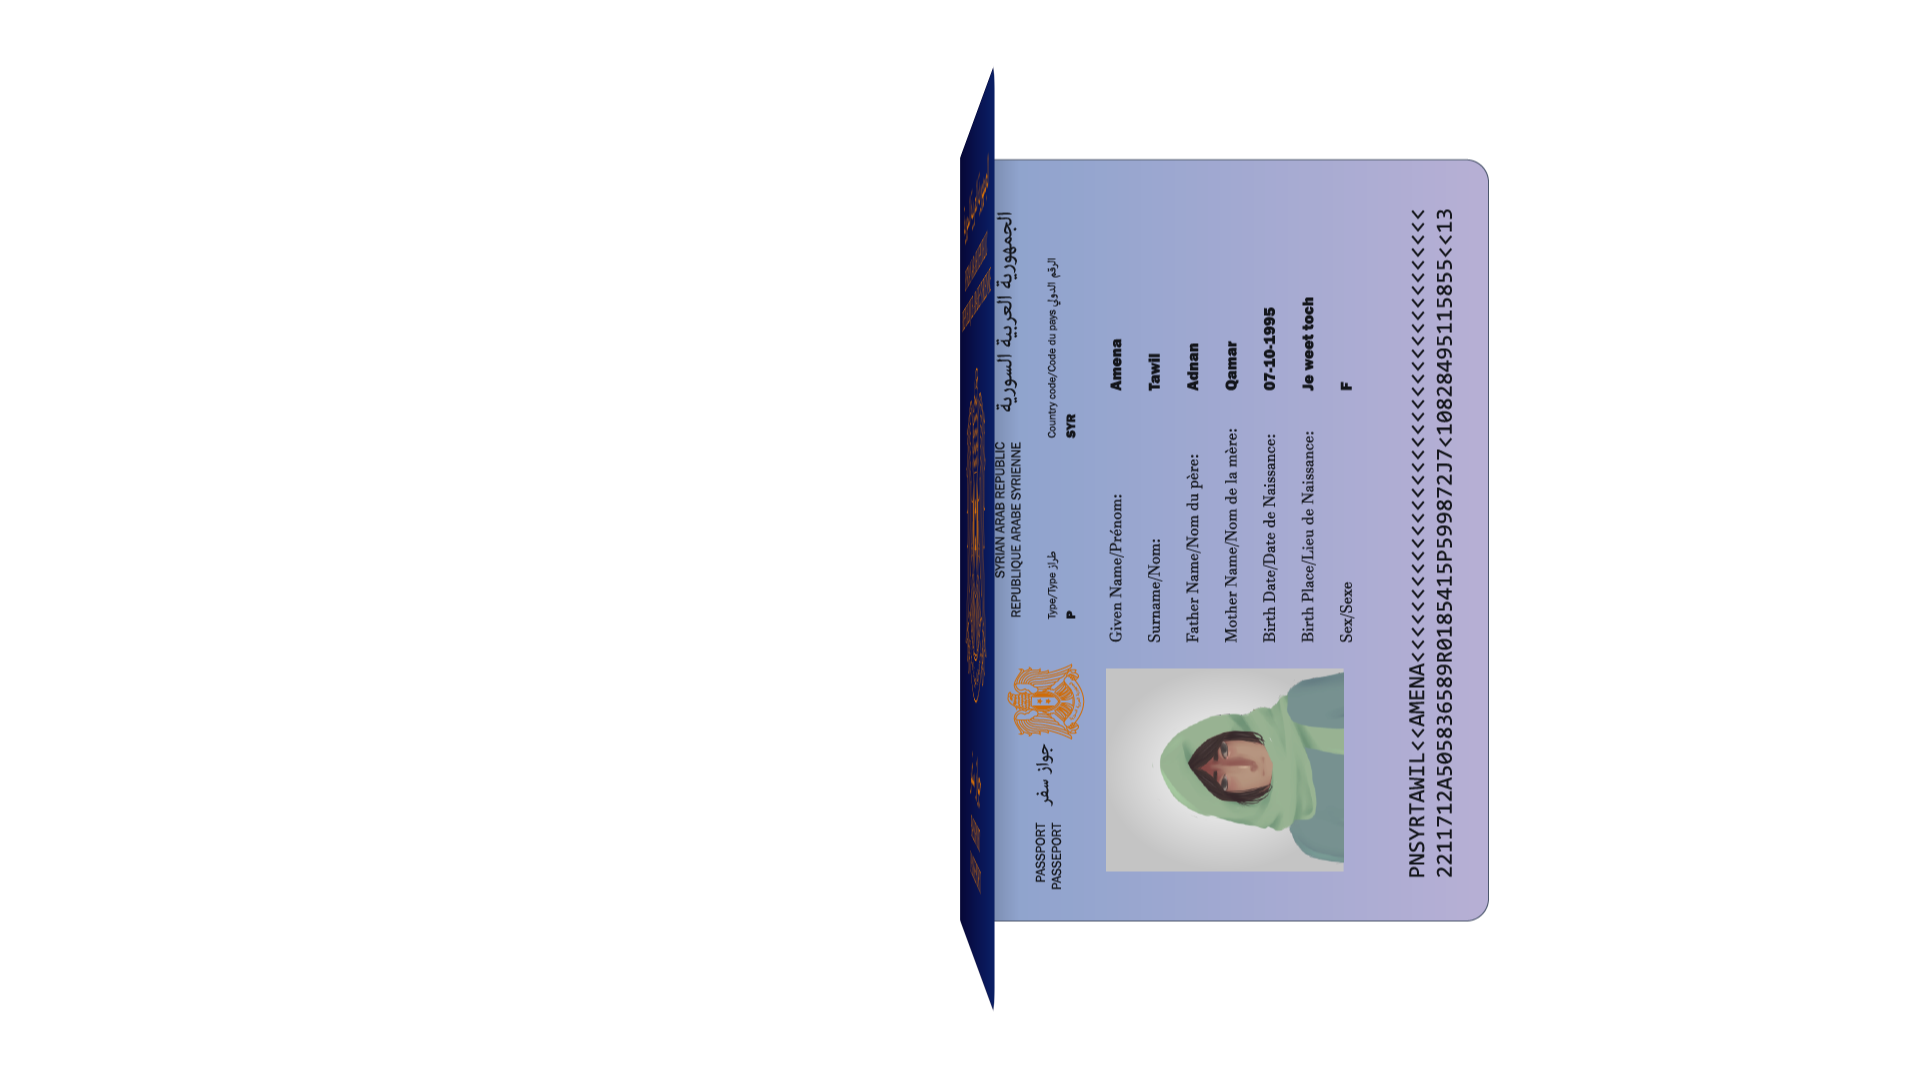 SYRIAN ARAB REPUBLIC
REPUBLIQUE ARABE SYRIENNE
الجمهورية العربية السورية
PASSPORT
PASSEPORT
جواز سفر
Type/Type طراز
P
Country code/Code du pays الرقم الدولي
SYR
Given Name/Prénom: Amena
Surname/Nom: Tawil
Father Name/Nom du père: Adnan
Mother Name/Nom de la mère: Qamar
Birth Date/Date de Naissance: 07-10-1995
Birth Place/Lieu de Naissance: Je weet toch
Sex/Sexe F
PNSYRTAWIL<<AMENA<<<<<<<<<<<<<<<<<<<<<<<<<<<
2211712A505836589R0185415P599872J7<10828495115855<<13